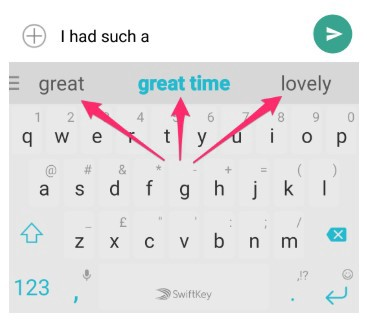 I had such a
great great time lovely
1 2 3 4 5 6 7 8 9 0
q w e r t y u i o p
@ # & * - + = ( )
a s d f g h j k l
_ £ " ' : ; /
z x c v b n m
,!?
123 , SwiftKey .